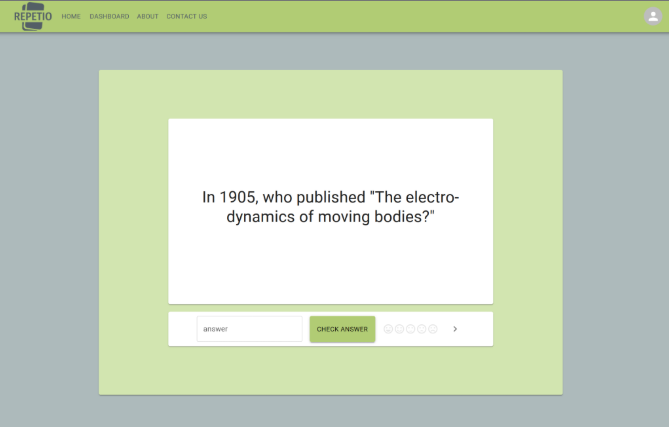 REPETIO
HOME DASHBOARD ABOUT CONTACT US
In 1905, who published "The electro-
dynamics of moving bodies?"
answer CHECK ANSWER